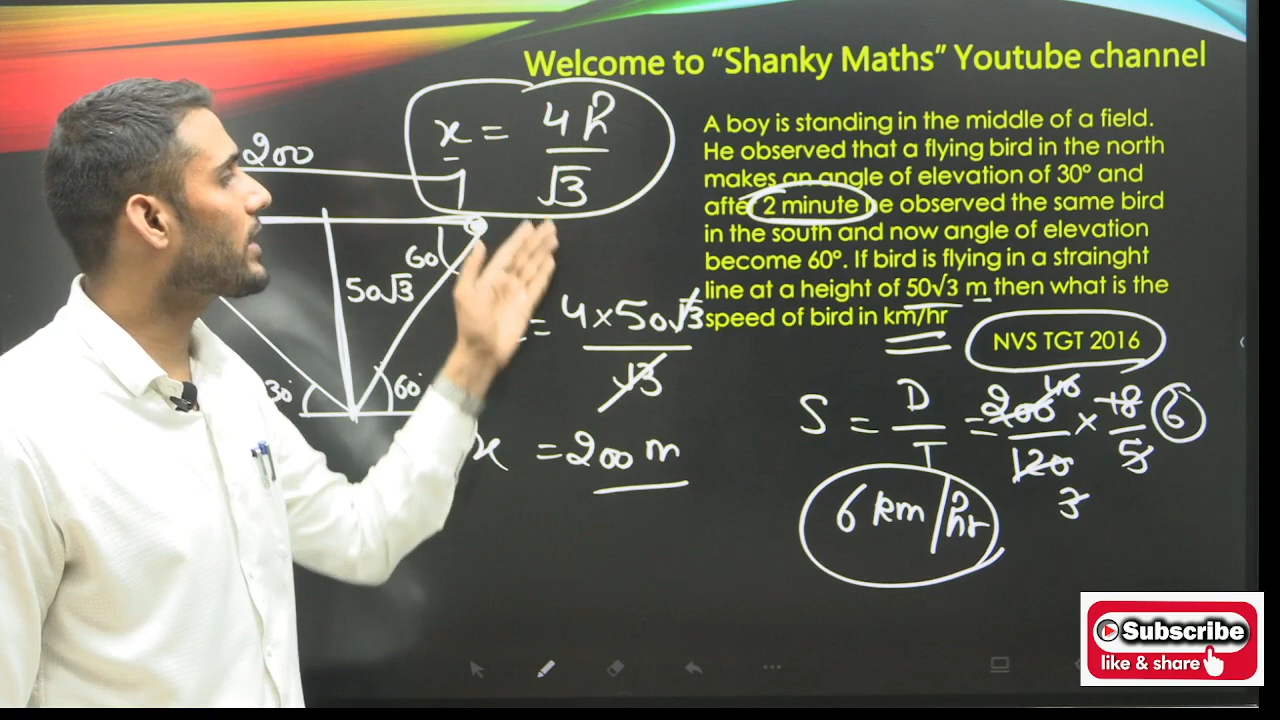 Welcome to “Shanky Maths” Youtube channel
A boy is standing in the middle of a field.
He observed that a flying bird in the north
makes an angle of elevation of 30° and
after 2 minute he observed the same bird
in the south and now angle of elevation
become 60°. If bird is flying in a strainght
line at a height of 50√3 m then what is the
speed of bird in km/hr
NVS TGT 2016
x = 4h/√3
200
60
50√3
30°
60°
= 4×50√3/√3
x = 200 m
S = D/T = 200/120 × 18/5
40
6
3
6 km/hr
Subscribe
like & share